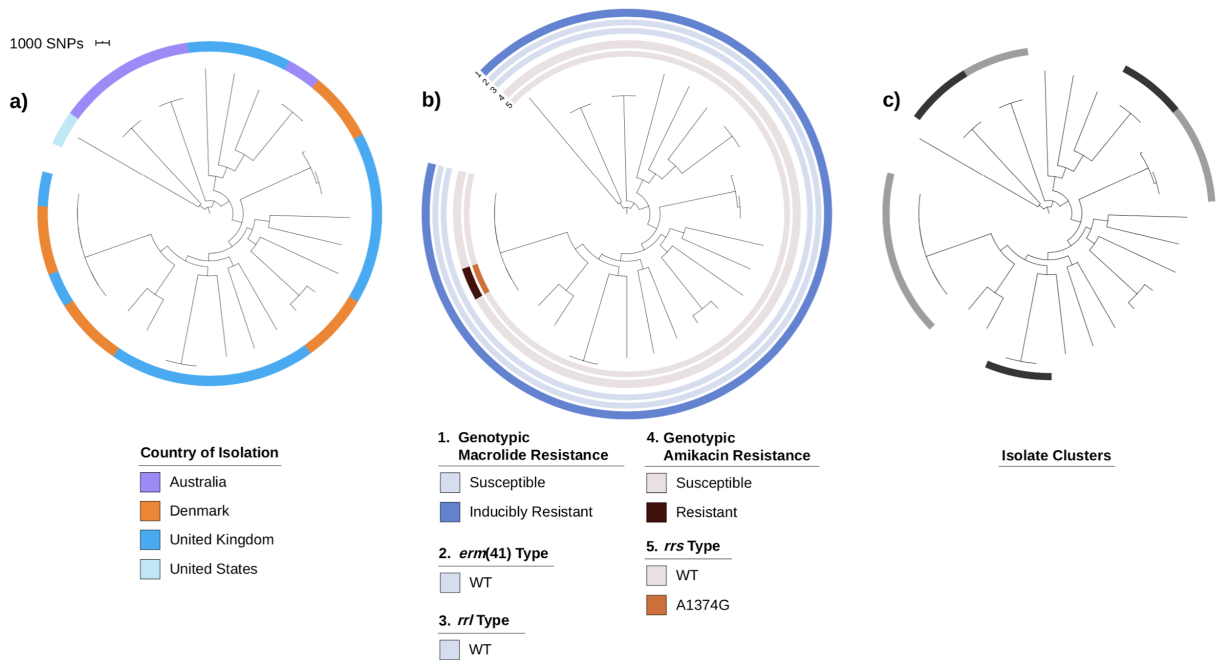 1000 SNPs
a)
b)
c)
1
2
3
4
5
Country of Isolation
Australia
Denmark
United Kingdom
United States
1. Genotypic
Macrolide Resistance
Susceptible
Inducibly Resistant
2. erm(41) Type
WT
3. rrl Type
WT
4. Genotypic
Amikacin Resistance
Susceptible
Resistant
5. rrs Type
WT
A1374G
Isolate Clusters